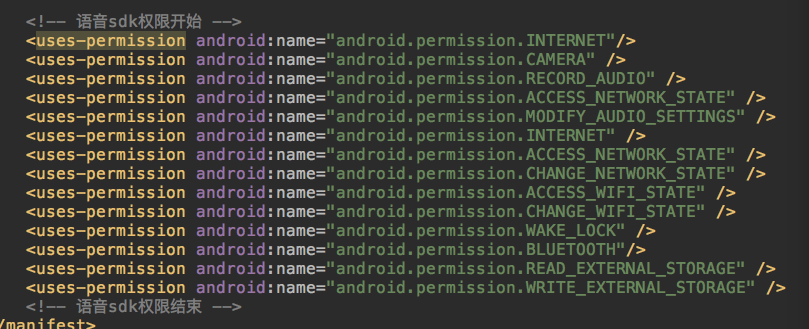 <!-- 语音sdk权限开始 -->
<uses-permission android:name="android.permission.INTERNET"/>
<uses-permission android:name="android.permission.CAMERA" />
<uses-permission android:name="android.permission.RECORD_AUDIO" />
<uses-permission android:name="android.permission.ACCESS_NETWORK_STATE" />
<uses-permission android:name="android.permission.MODIFY_AUDIO_SETTINGS" />
<uses-permission android:name="android.permission.INTERNET" />
<uses-permission android:name="android.permission.ACCESS_NETWORK_STATE" />
<uses-permission android:name="android.permission.CHANGE_NETWORK_STATE" />
<uses-permission android:name="android.permission.ACCESS_WIFI_STATE" />
<uses-permission android:name="android.permission.CHANGE_WIFI_STATE" />
<uses-permission android:name="android.permission.WAKE_LOCK" />
<uses-permission android:name="android.permission.BLUETOOTH"/>
<uses-permission android:name="android.permission.READ_EXTERNAL_STORAGE" />
<uses-permission android:name="android.permission.WRITE_EXTERNAL_STORAGE" />
<!-- 语音sdk权限结束 -->
/manifest>